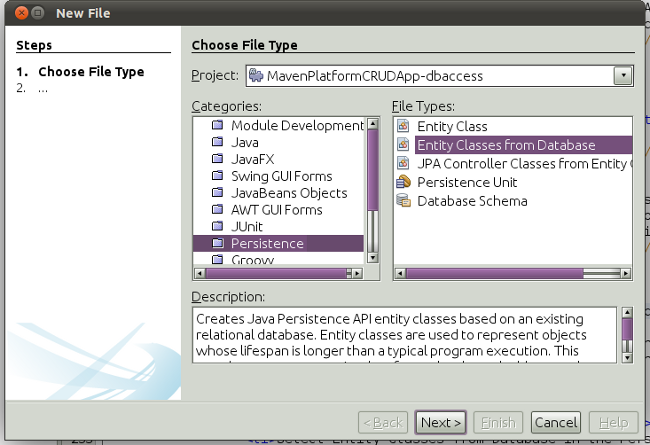 New File
Steps
1. Choose File Type
2. ...
Choose File Type
Project: MavenPlatformCRUDApp-dbaccess
Categories:
Module Development
Java
JavaFX
Swing GUI Forms
JavaBeans Objects
AWT GUI Forms
JUnit
Persistence
Groovy
File Types:
Entity Class
Entity Classes from Database
JPA Controller Classes from Entity
Persistence Unit
Database Schema
Description:
Creates Java Persistence API entity classes based on an existing
relational database. Entity classes are used to represent objects
whose lifespan is longer than a typical program execution. This
< Back Next > Finish Cancel Help